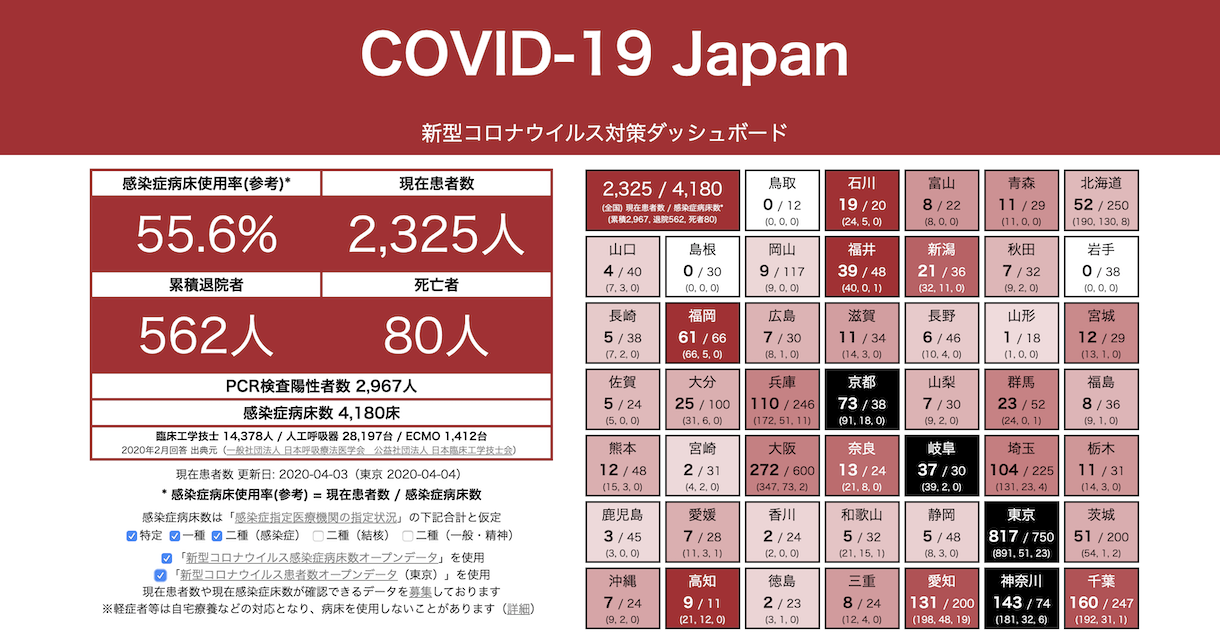 COVID-19 Japan
新型コロナウイルス対策ダッシュボード
感染症病床使用率(参考)* 現在患者数
55.6% 2,325人
累積退院者 死亡者
562人 80人
PCR検査陽性者数 2,967人
感染症病床数 4,180床
臨床工学技士 14,378人 / 人工呼吸器 28,197台 / ECMO 1,412台
2020年2月回答 出典元（一般社団法人 日本呼吸療法医学会　公益社団法人 日本臨床工学技士会）
現在患者数 更新日: 2020-04-03（東京 2020-04-04）
* 感染症病床使用率(参考) = 現在患者数 / 感染症病床数
感染症病床数は「感染症指定医療機関の指定状況」の下記合計と仮定
特定 一種 二種（感染症） 二種（結核） 二種（一般・精神）
「新型コロナウイルス感染症病床数オープンデータ」を使用
「新型コロナウイルス患者数オープンデータ（東京）」を使用
現在患者数や現在感染症床数が確認できるデータを募集しております
※軽症者等は自宅療養などの対応となり、病床を使用しないことがあります（詳細）
2,325 / 4,180
(全国) 現在患者数 / 感染症病床数*
(累積2,967, 退院562, 死者80)
鳥取 石川 富山 青森 北海道
0 / 12 19 / 20 8 / 22 11 / 29 52 / 250
(0, 0, 0) (24, 5, 0) (8, 0, 0) (11, 0, 0) (190, 130, 8)
山口 島根 岡山 福井 新潟 秋田 岩手
4 / 40 0 / 30 9 / 117 39 / 48 21 / 36 7 / 32 0 / 38
(7, 3, 0) (0, 0, 0) (9, 0, 0) (40, 0, 1) (32, 11, 0) (9, 2, 0) (0, 0, 0)
長崎 福岡 広島 滋賀 長野 山形 宮城
5 / 38 61 / 66 7 / 30 11 / 34 6 / 46 1 / 18 12 / 29
(7, 2, 0) (66, 5, 0) (8, 1, 0) (14, 3, 0) (10, 4, 0) (1, 0, 0) (13, 1, 0)
佐賀 大分 兵庫 京都 山梨 群馬 福島
5 / 24 25 / 100 110 / 246 73 / 38 7 / 30 23 / 52 8 / 36
(5, 0, 0) (31, 6, 0) (172, 51, 11) (91, 18, 0) (9, 2, 0) (24, 0, 1) (9, 1, 0)
熊本 宮崎 大阪 奈良 岐阜 埼玉 栃木
12 / 48 2 / 31 272 / 600 13 / 24 37 / 30 104 / 225 11 / 31
(15, 3, 0) (4, 2, 0) (347, 73, 2) (21, 8, 0) (39, 2, 0) (131, 23, 4) (14, 3, 0)
鹿児島 愛媛 香川 和歌山 静岡 東京 茨城
3 / 45 7 / 28 2 / 24 5 / 32 5 / 48 817 / 750 51 / 200
(3, 0, 0) (11, 3, 1) (2, 0, 0) (21, 15, 1) (8, 3, 0) (891, 51, 23) (54, 1, 2)
沖縄 高知 徳島 三重 愛知 神奈川 千葉
7 / 24 9 / 11 2 / 23 8 / 24 131 / 200 143 / 74 160 / 247
(9, 2, 0) (21, 12, 0) (3, 1, 0) (12, 4, 0) (198, 48, 19) (181, 32, 6) (192, 31, 1)